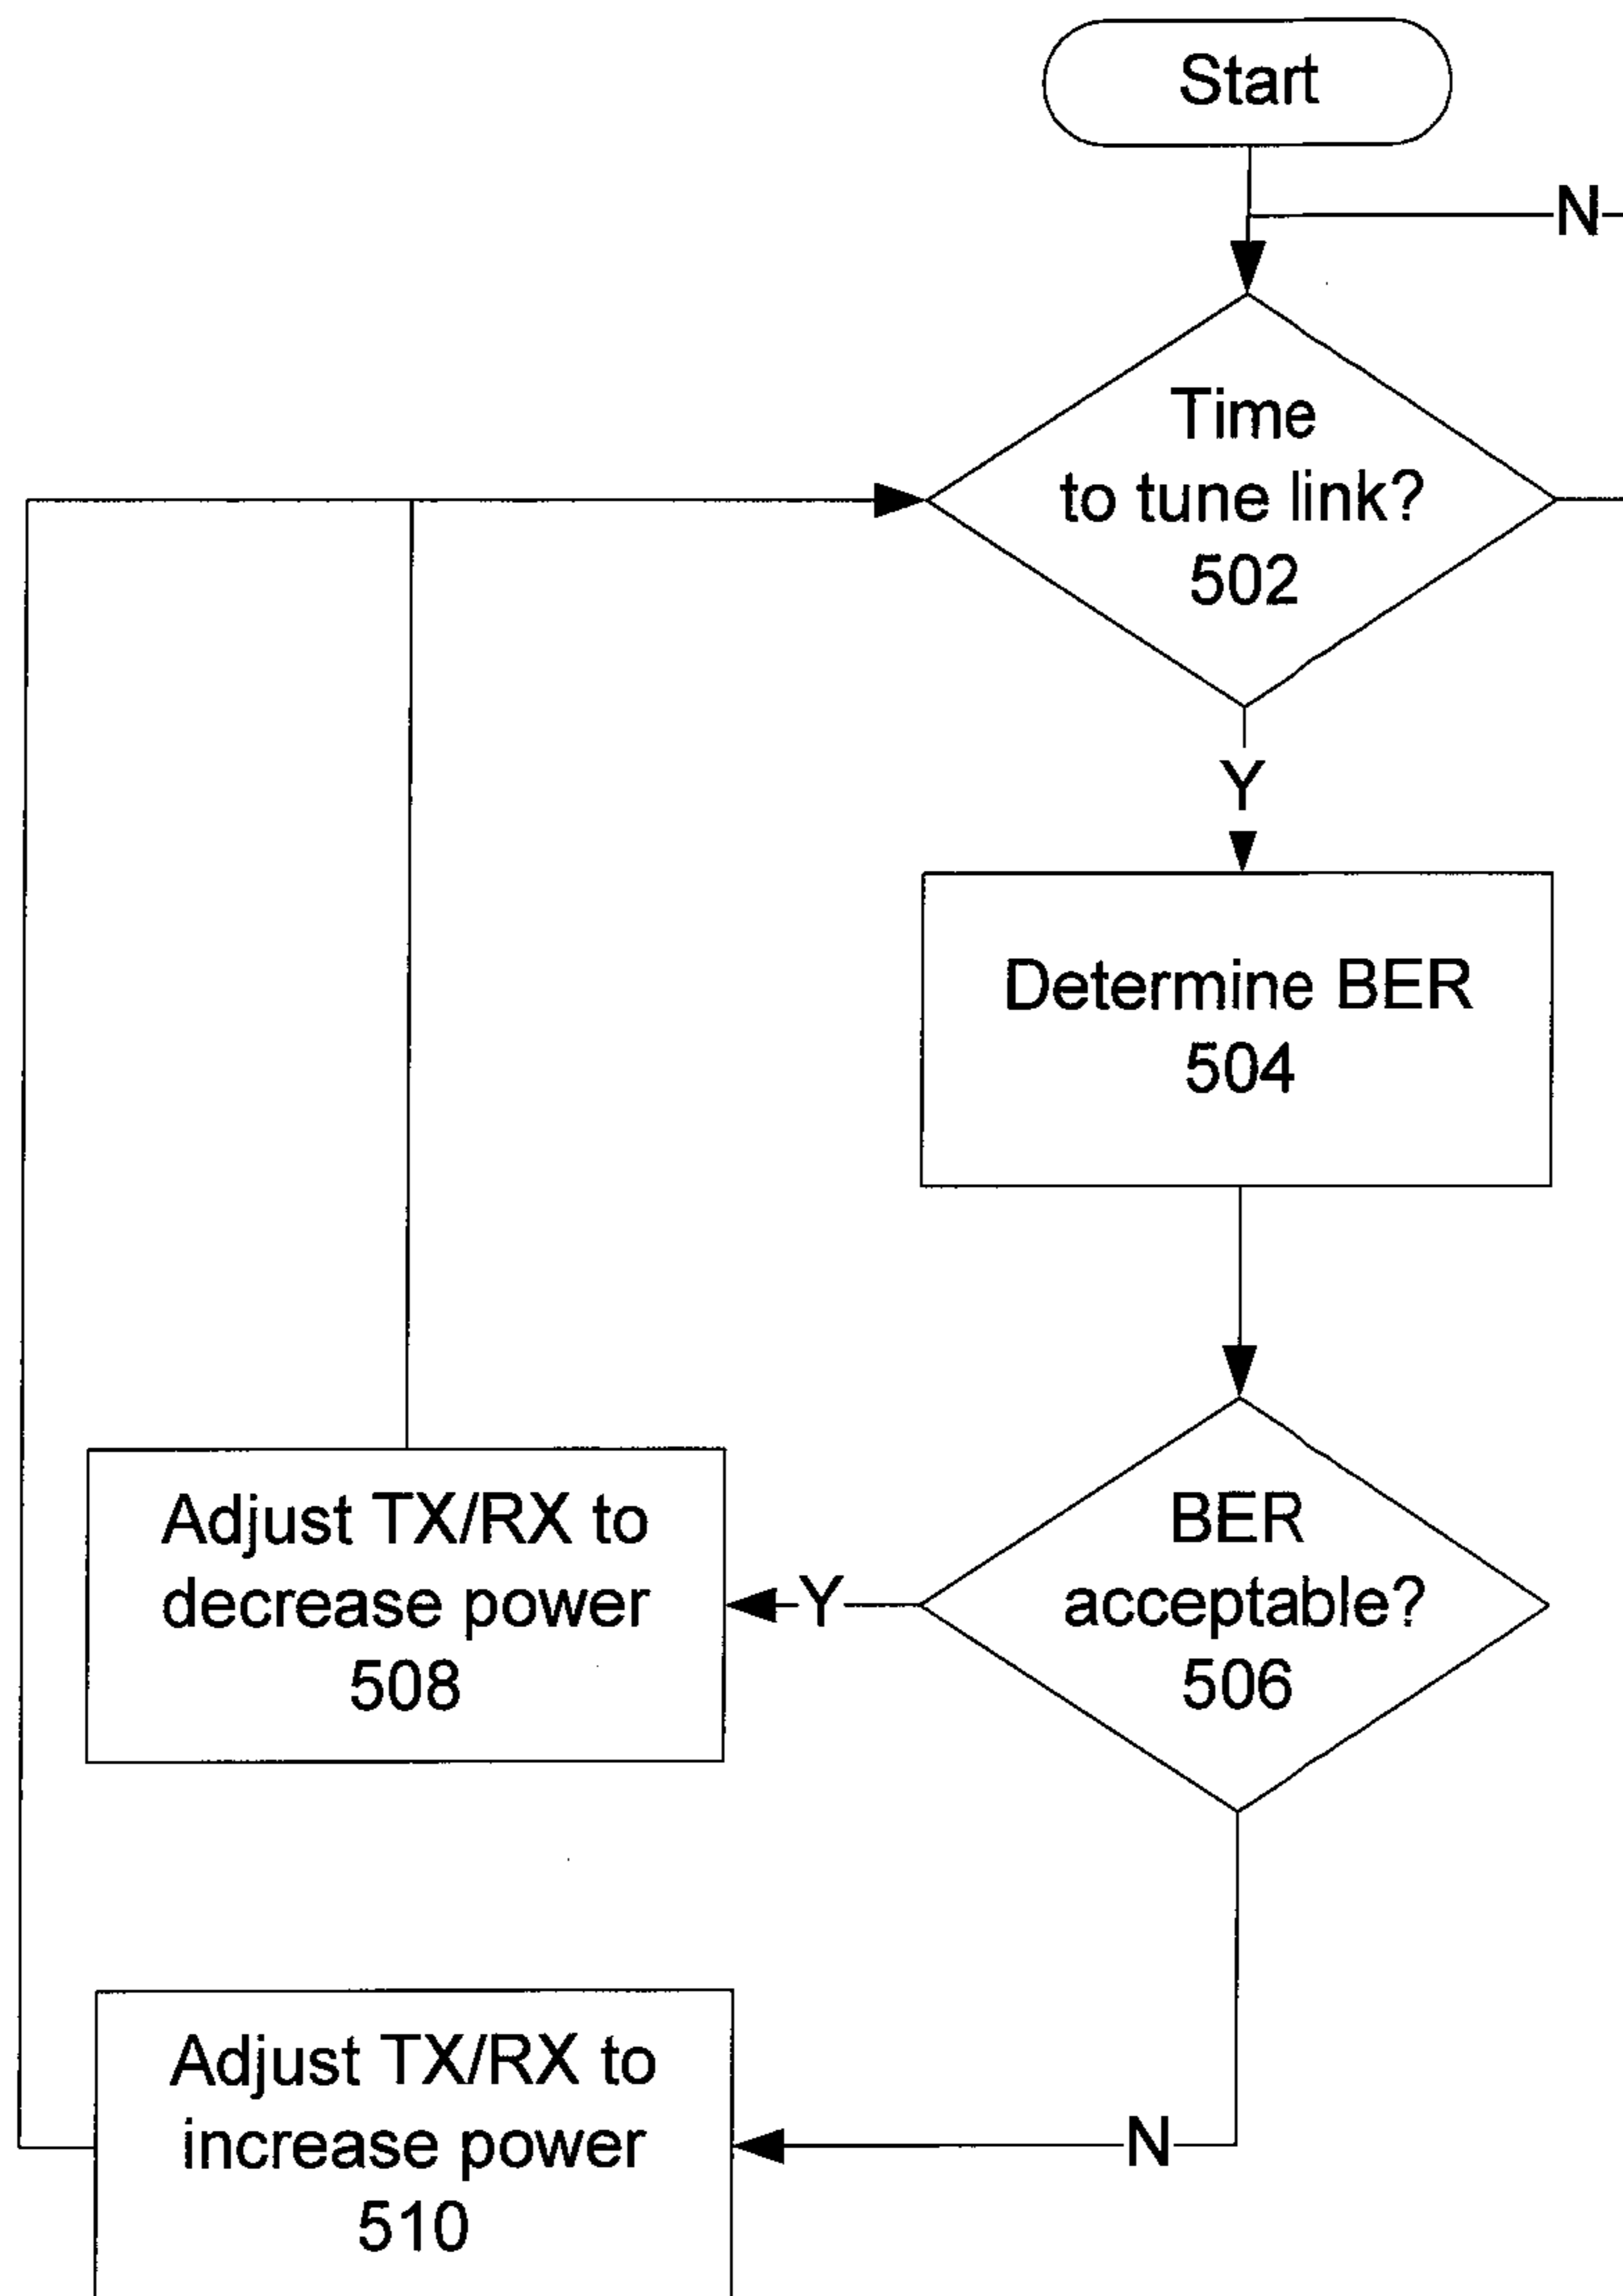 Start
N
Time
to tune link?
502
Y
Determine BER
504
BER
acceptable?
506
Y
Adjust TX/RX to
decrease power
508
N
Adjust TX/RX to
increase power
510